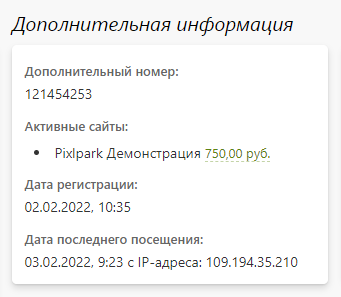 Дополнительная информация
Дополнительный номер:
121454253
Активные сайты:
• Pixlpark Демонстрация 750,00 руб.
Дата регистрации:
02.02.2022, 10:35
Дата последнего посещения:
03.02.2022, 9:23 с IP-адреса: 109.194.35.210